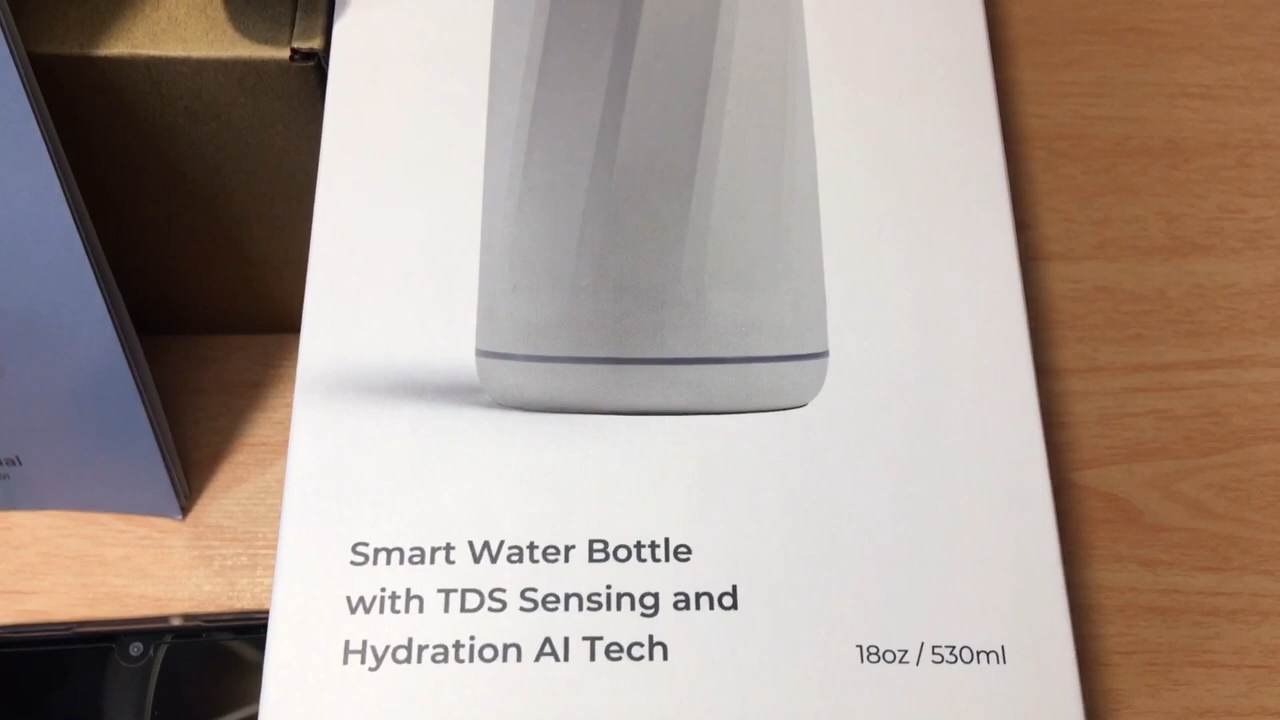 Smart Water Bottle
with TDS Sensing and
Hydration AI Tech
18oz / 530ml